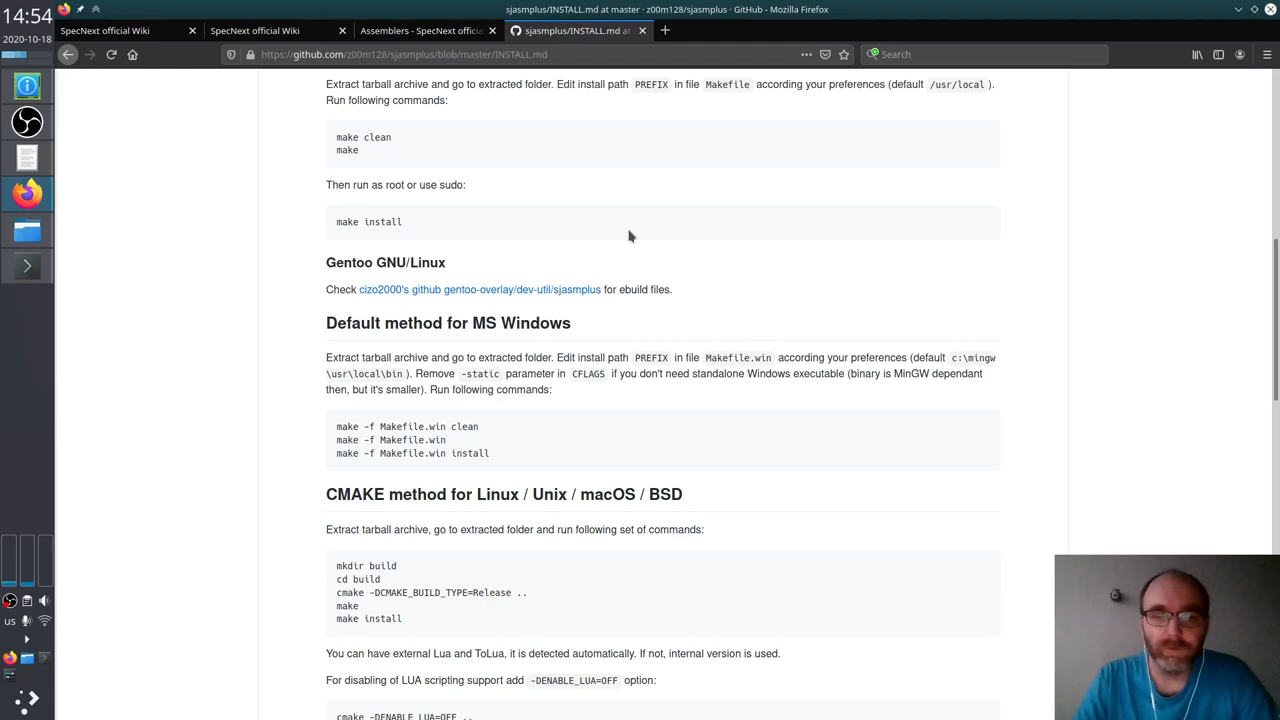 14:54
2020-10-18
sjasmplus/INSTALL.md at master · z00m128/sjasmplus · GitHub - Mozilla Firefox
SpecNext official Wiki
SpecNext official Wiki
Assemblers - SpecNext official
sjasmplus/INSTALL.md at
https://github.com/z00m128/sjasmplus/blob/master/INSTALL.md
Search
Extract tarball archive and go to extracted folder. Edit install path PREFIX in file Makefile according your preferences (default /usr/local ).
Run following commands:
make clean
make
Then run as root or use sudo:
make install
Gentoo GNU/Linux
Check cizo2000's github gentoo-overlay/dev-util/sjasmplus for ebuild files.
Default method for MS Windows
Extract tarball archive and go to extracted folder. Edit install path PREFIX in file Makefile.win according your preferences (default c:\mingw
\usr\local\bin ). Remove -static parameter in CFLAGS if you don't need standalone Windows executable (binary is MinGW dependant
then, but it's smaller). Run following commands:
make -f Makefile.win clean
make -f Makefile.win
make -f Makefile.win install
CMAKE method for Linux / Unix / macOS / BSD
Extract tarball archive, go to extracted folder and run following set of commands:
mkdir build
cd build
cmake -DCMAKE_BUILD_TYPE=Release ..
make
make install
You can have external Lua and ToLua, it is detected automatically. If not, internal version is used.
For disabling of LUA scripting support add -DENABLE_LUA=OFF option:
cmake -DENABLE_LUA=OFF ..
us